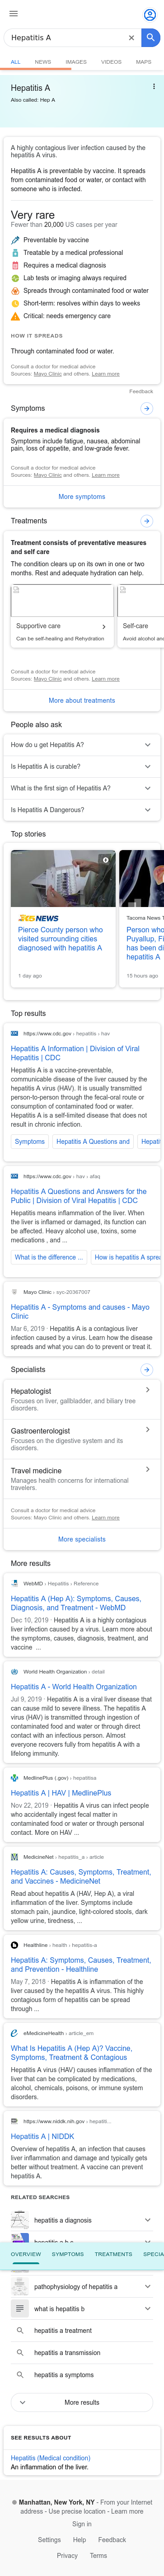 Hepatitis A
ALL NEWS IMAGES VIDEOS MAPS
Hepatitis A
Also called: Hep A
A highly contagious liver infection caused by the
hepatitis A virus.
Hepatitis A is preventable by vaccine. It spreads
from contaminated food or water, or contact with
someone who is infected.
Very rare
Fewer than 20,000 US cases per year
Preventable by vaccine
Treatable by a medical professional
Requires a medical diagnosis
Lab tests or imaging always required
Spreads through contaminated food or water
Short-term: resolves within days to weeks
Critical: needs emergency care
HOW IT SPREADS
Through contaminated food or water.
Consult a doctor for medical advice
Sources: Mayo Clinic and others. Learn more
Feedback
Symptoms
Requires a medical diagnosis
Symptoms include fatigue, nausea, abdominal
pain, loss of appetite, and low-grade fever.
Consult a doctor for medical advice
Sources: Mayo Clinic and others. Learn more
More symptoms
Treatments
Treatment consists of preventative measures
and self care
The condition clears up on its own in one or two
months. Rest and adequate hydration can help.
Supportive care
Can be self-healing and Rehydration
Self-care
Avoid alcohol and
Consult a doctor for medical advice
Sources: Mayo Clinic and others. Learn more
More about treatments
People also ask
How do u get Hepatitis A?
Is Hepatitis A is curable?
What is the first sign of Hepatitis A?
Is Hepatitis A Dangerous?
Top stories
NEWS
Pierce County person who
visited surrounding cities
diagnosed with hepatitis A
1 day ago
Tacoma News T
Person who
Puyallup, Fi
has been di
hepatitis A
15 hours ago
Top results
https://www.cdc.gov › hepatitis › hav
Hepatitis A Information | Division of Viral
Hepatitis | CDC
Hepatitis A is a vaccine-preventable,
communicable disease of the liver caused by the
hepatitis A virus (HAV). It is usually transmitted
person-to-person through the fecal-oral route or
consumption of contaminated food or water.
Hepatitis A is a self-limited disease that does not
result in chronic infection.
Symptoms
Hepatitis A Questions and
Hepati
https://www.cdc.gov › hav › afaq
Hepatitis A Questions and Answers for the
Public | Division of Viral Hepatitis | CDC
Hepatitis means inflammation of the liver. When
the liver is inflamed or damaged, its function can
be affected. Heavy alcohol use, toxins, some
medications , and ...
What is the difference ...
How is hepatitis A sprea
Mayo Clinic › syc-20367007
Hepatitis A - Symptoms and causes - Mayo
Clinic
Mar 6, 2019 · Hepatitis A is a contagious liver
infection caused by a virus. Learn how the disease
spreads and what you can do to prevent or treat it.
Specialists
Hepatologist
Focuses on liver, gallbladder, and biliary tree
disorders.
Gastroenterologist
Focuses on the digestive system and its
disorders.
Travel medicine
Manages health concerns for international
travelers.
Consult a doctor for medical advice
Sources: Mayo Clinic and others. Learn more
More specialists
More results
WebMD › Hepatitis › Reference
Hepatitis A (Hep A): Symptoms, Causes,
Diagnosis, and Treatment - WebMD
Dec 10, 2019 · Hepatitis A is a highly contagious
liver infection caused by a virus. Learn more about
the symptoms, causes, diagnosis, treatment, and
vaccine ...
World Health Organization › detail
Hepatitis A - World Health Organization
Jul 9, 2019 · Hepatitis A is a viral liver disease that
can cause mild to severe illness. The hepatitis A
virus (HAV) is transmitted through ingestion of
contaminated food and water or through direct
contact with an infectious person. Almost
everyone recovers fully from hepatitis A with a
lifelong immunity.
MedlinePlus (.gov) › hepatitisa
Hepatitis A | HAV | MedlinePlus
Nov 22, 2019 · Hepatitis A virus can infect people
who accidentally ingest fecal matter in
contaminated food or water or through personal
contact. More on HAV ...
MedicineNet › hepatitis_a › article
Hepatitis A: Causes, Symptoms, Treatment,
and Vaccines - MedicineNet
Read about hepatitis A (HAV, Hep A), a viral
inflammation of the liver. Symptoms include
stomach pain, jaundice, light-colored stools, dark
yellow urine, tiredness, ...
Healthline › health › hepatitis-a
Hepatitis A: Symptoms, Causes, Treatment,
and Prevention - Healthline
May 7, 2018 · Hepatitis A is inflammation of the
liver caused by the hepatitis A virus. This highly
contagious form of hepatitis can be spread
through ...
eMedicineHealth › article_em
What Is Hepatitis A (Hep A)? Vaccine,
Symptoms, Treatment & Contagious
Hepatitis A virus (HAV) causes inflammation of the
liver that can be complicated by medications,
alcohol, chemicals, poisons, or immune system
disorders.
https://www.niddk.nih.gov › hepatit...
Hepatitis A | NIDDK
Overview of hepatitis A, an infection that causes
liver inflammation and damage and typically gets
better without treatment. A vaccine can prevent
hepatitis A.
RELATED SEARCHES
hepatitis a diagnosis
OVERVIEW SYMPTOMS TREATMENTS SPECIA
pathophysiology of hepatitis a
what is hepatitis b
hepatitis a treatment
hepatitis a transmission
hepatitis a symptoms
More results
SEE RESULTS ABOUT
Hepatitis (Medical condition)
An inflammation of the liver.
Manhattan, New York, NY - From your Internet
address - Use precise location - Learn more
Sign in
Settings Help Feedback
Privacy Terms